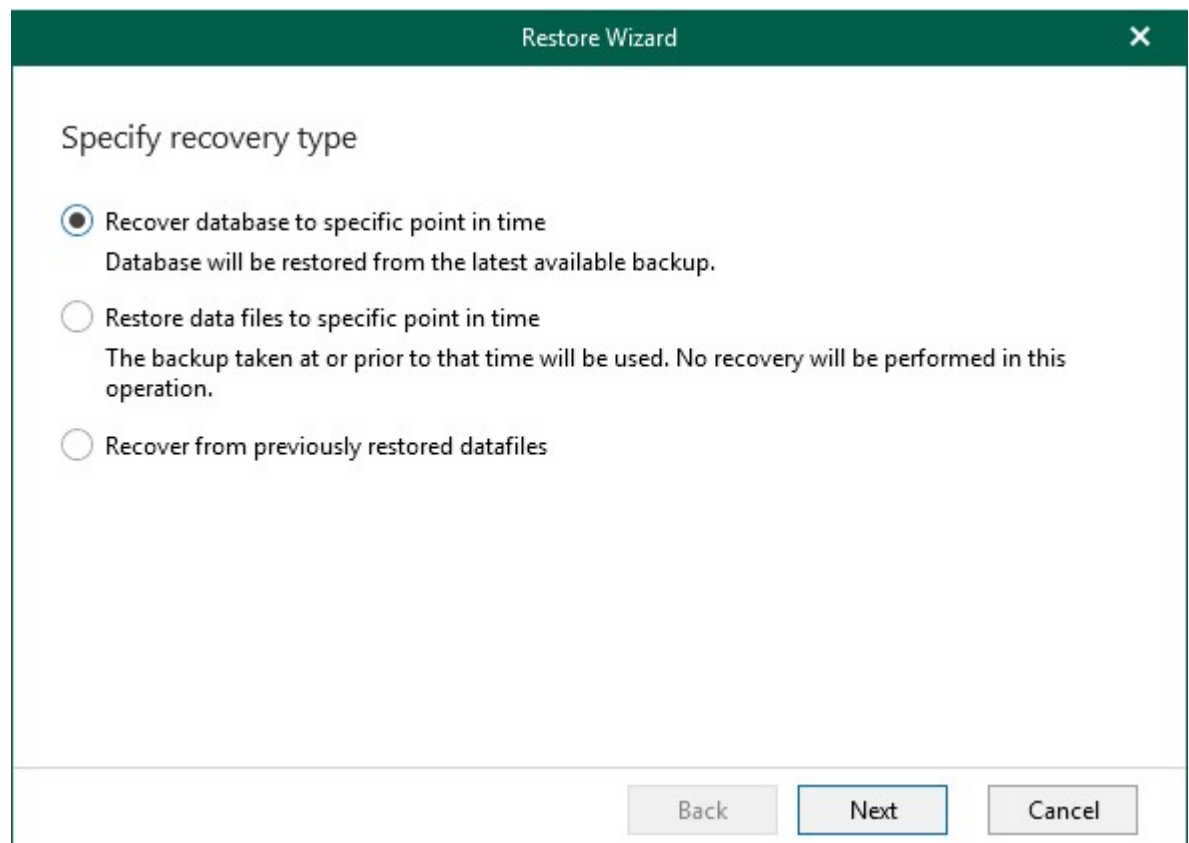 Restore Wizard
Specify recovery type
Recover database to specific point in time
Database will be restored from the latest available backup.
Restore data files to specific point in time
The backup taken at or prior to that time will be used. No recovery will be performed in this
operation.
Recover from previously restored datafiles
Back
Next
Cancel